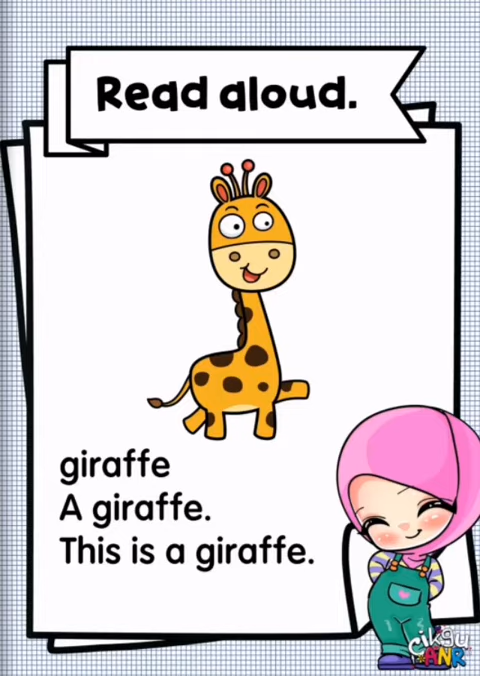 Read aloud.
giraffe
A giraffe.
This is a giraffe.
cikgu
ANR